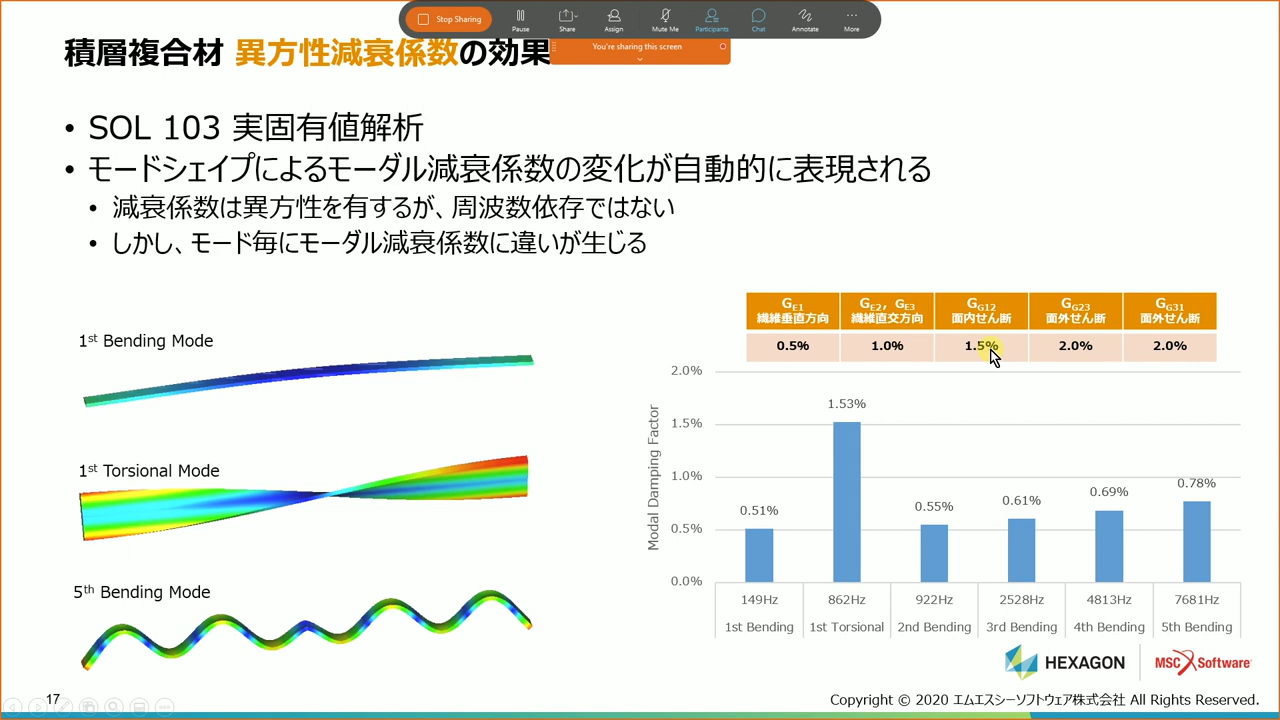 Stop Sharing
Pause
Share
Assign
Mute Me
Participants
Chat
Annotate
More
You're sharing this screen
積層複合材 異方性減衰係数の効果
• SOL 103 実固有値解析
• モードシェイプによるモーダル減衰係数の変化が自動的に表現される
• 減衰係数は異方性を有するが、周波数依存ではない
• しかし、モード毎にモーダル減衰係数に違いが生じる
1st Bending Mode
1st Torsional Mode
5th Bending Mode
GE1 GE2, GE3 GG12 GG23 GG31
繊維垂直方向 繊維直交方向 面内せん断 面外せん断 面外せん断
0.5% 1.0% 1.5% 2.0% 2.0%
Modal Damping Factor
2.0%
1.5%
1.0%
0.5%
0.0%
0.51% 1.53% 0.55% 0.61% 0.69% 0.78%
149Hz 862Hz 922Hz 2528Hz 4813Hz 7681Hz
1st Bending 1st Torsional 2nd Bending 3rd Bending 4th Bending 5th Bending
HEXAGON
MSC Software
17
Copyright © 2020 エムエスシーソフトウェア株式会社 All Rights Reserved.